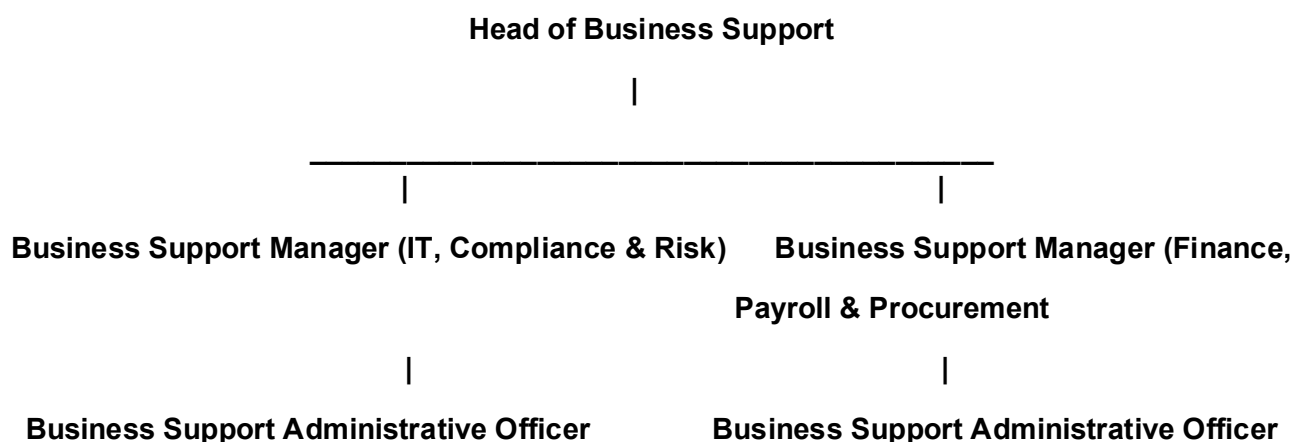 Head of Business Support
|
__________________________________________
| |
Business Support Manager (IT, Compliance & Risk) Business Support Manager (Finance,
Payroll & Procurement
| |
Business Support Administrative Officer Business Support Administrative Officer